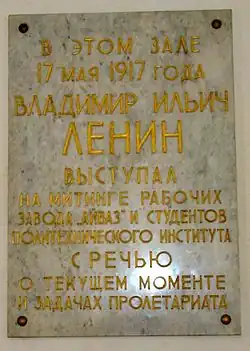 В ЭТОМ ЗАЛЕ
17 МАЯ 1917 ГОДА
ВЛАДИМИР ИЛЬИЧ
ЛЕНИН
ВЫСТУПАЛ
НА МИТИНГЕ РАБОЧИХ
ЗАВОДА „АЙВАЗ" И СТУДЕНТОВ
ПОЛИТЕХНИЧЕСКОГО ИНСТИТУТА
С РЕЧЬЮ
О ТЕКУЩЕМ МОМЕНТЕ
И ЗАДАЧАХ ПРОЛЕТАРИАТА